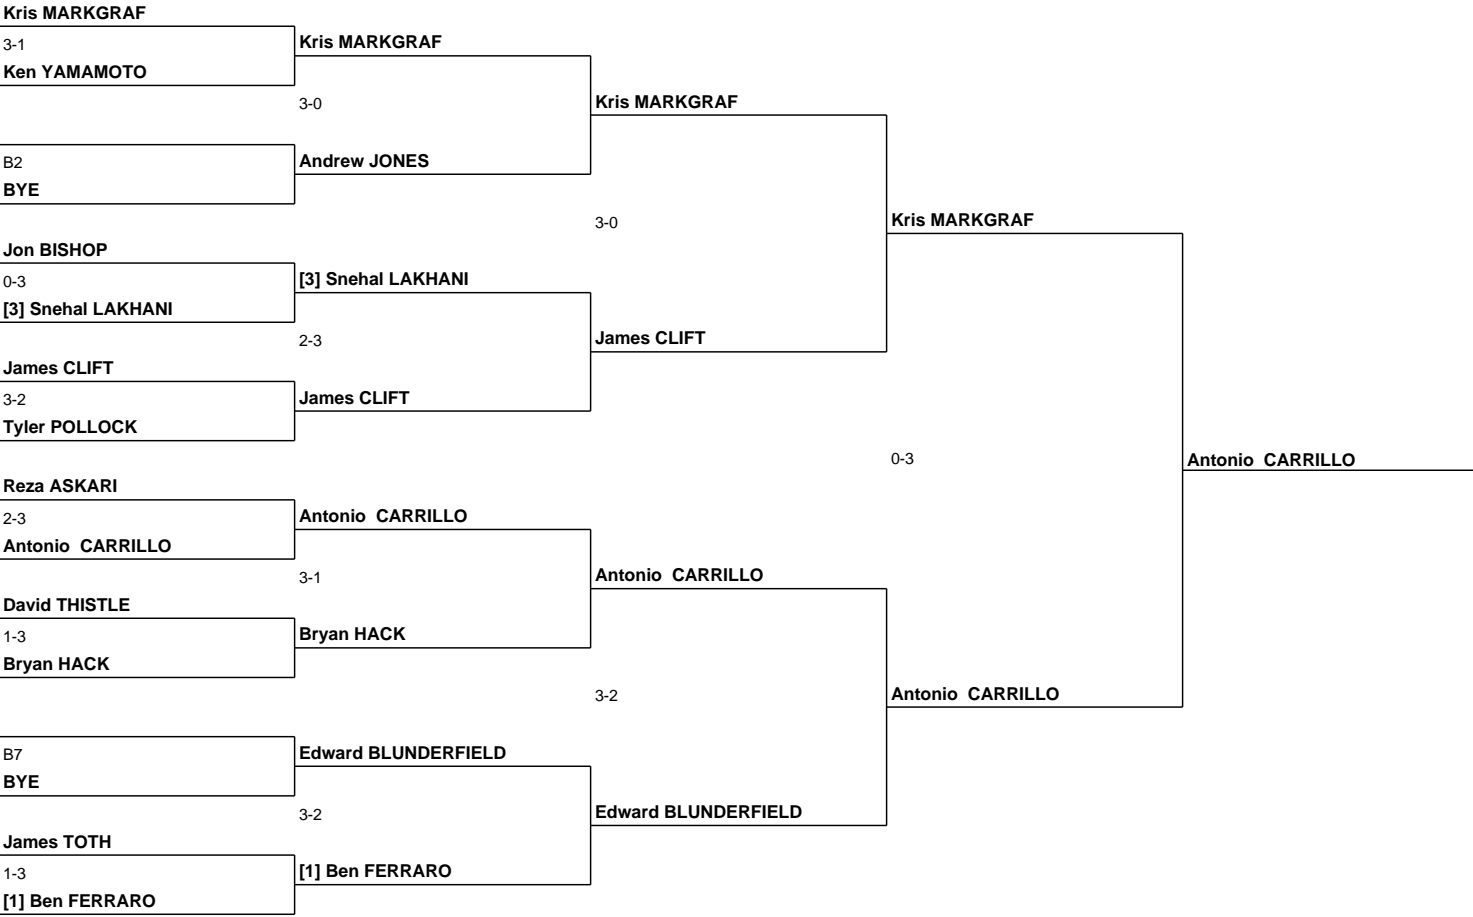 Kris MARKGRAF
3-1
Ken YAMAMOTO
B2
BYE
Jon BISHOP
0-3
[3] Snehal LAKHANI
James CLIFT
3-2
Tyler POLLOCK
Reza ASKARI
2-3
Antonio  CARRILLO
David THISTLE
1-3
Bryan HACK
B7
BYE
James TOTH
1-3
[1] Ben FERRARO
Kris MARKGRAF
3-0
Andrew JONES
[3] Snehal LAKHANI
2-3
James CLIFT
Antonio  CARRILLO
3-1
Bryan HACK
Edward BLUNDERFIELD
3-2
[1] Ben FERRARO
Kris MARKGRAF
3-0
James CLIFT
Antonio  CARRILLO
3-2
Edward BLUNDERFIELD
Kris MARKGRAF
0-3
Antonio  CARRILLO
Antonio  CARRILLO